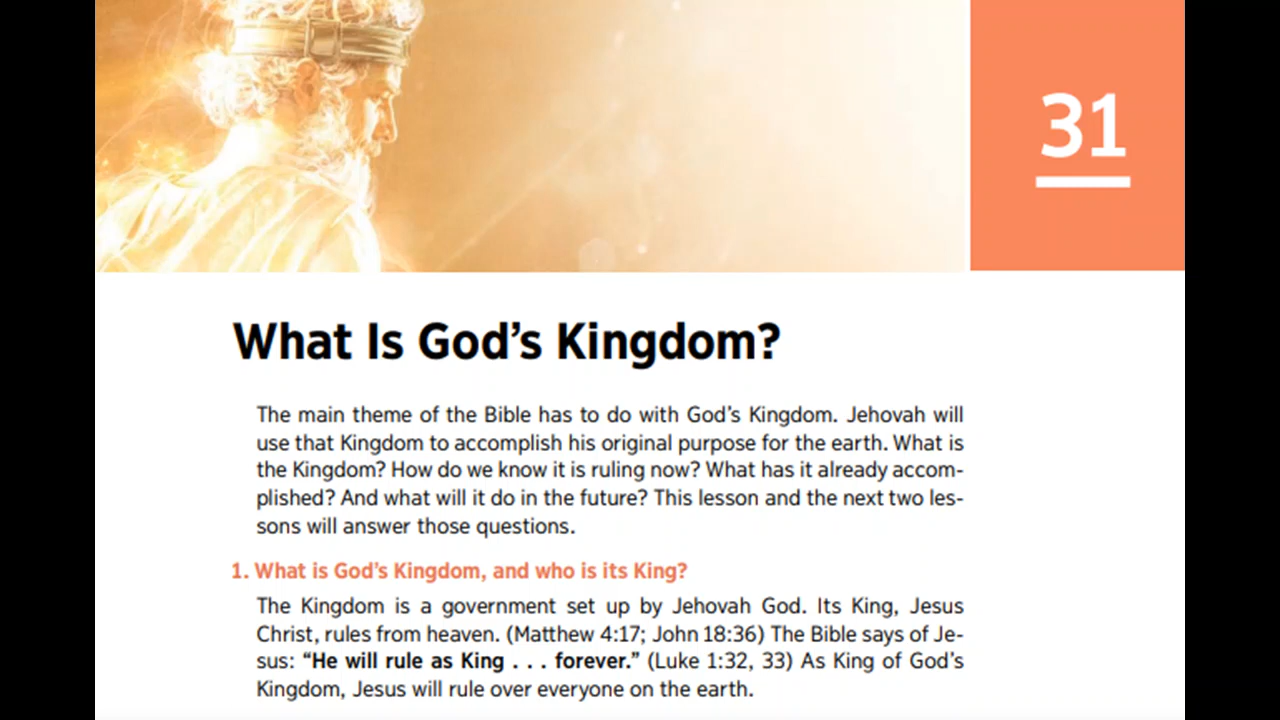 31
What Is God’s Kingdom?
The main theme of the Bible has to do with God’s Kingdom. Jehovah will
use that Kingdom to accomplish his original purpose for the earth. What is
the Kingdom? How do we know it is ruling now? What has it already accom-
plished? And what will it do in the future? This lesson and the next two les-
sons will answer those questions.
1. What is God’s Kingdom, and who is its King?
The Kingdom is a government set up by Jehovah God. Its King, Jesus
Christ, rules from heaven. (Matthew 4:17; John 18:36) The Bible says of Je-
sus: “He will rule as King . . . forever.” (Luke 1:32, 33) As King of God’s
Kingdom, Jesus will rule over everyone on the earth.